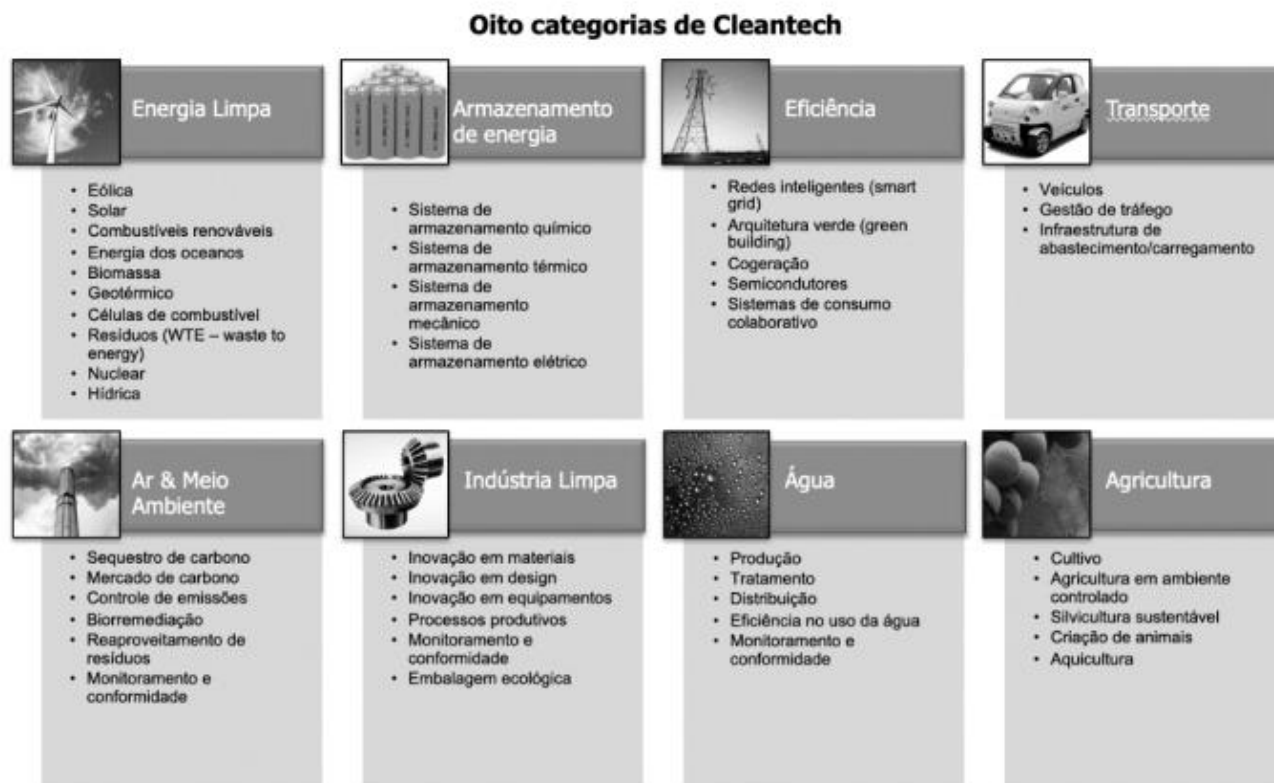 Oito categorias de Cleantech
Energia Limpa
• Eólica
• Solar
• Combustíveis renováveis
• Energia dos oceanos
• Biomassa
• Geotérmico
• Células de combustível
• Resíduos (WTE – waste to
energy)
• Nuclear
• Hídrica
Armazenamento
de energia
• Sistema de
armazenamento químico
• Sistema de
armazenamento térmico
• Sistema de
armazenamento
mecânico
• Sistema de
armazenamento elétrico
Eficiência
• Redes inteligentes (smart
grid)
• Arquitetura verde (green
building)
• Cogeração
• Semicondutores
• Sistemas de consumo
colaborativo
Transporte
• Veículos
• Gestão de tráfego
• Infraestrutura de
abastecimento/carregamento
Ar & Meio
Ambiente
• Sequestro de carbono
• Mercado de carbono
• Controle de emissões
• Biorremediação
• Reaproveitamento de
resíduos
• Monitoramento e
conformidade
Indústria Limpa
• Inovação em materiais
• Inovação em design
• Inovação em equipamentos
• Processos produtivos
• Monitoramento e
conformidade
• Embalagem ecológica
Água
• Produção
• Tratamento
• Distribuição
• Eficiência no uso da água
• Monitoramento e
conformidade
Agricultura
• Cultivo
• Agricultura em ambiente
controlado
• Silvicultura sustentável
• Criação de animais
• Aquicultura